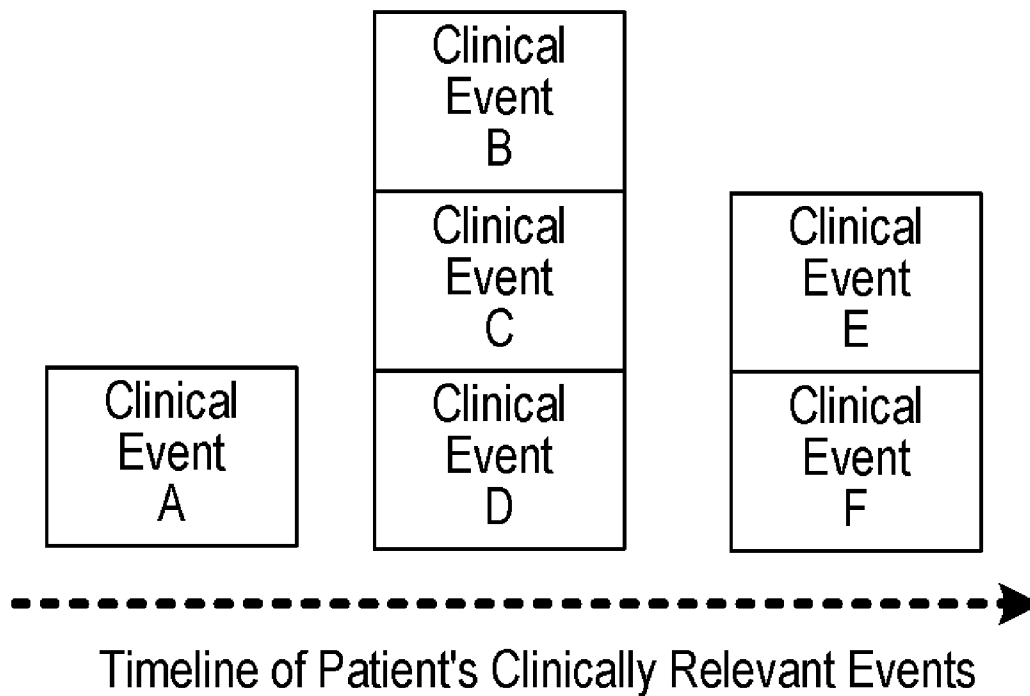 Clinical
Event
A
Clinical
Event
B
Clinical
Event
C
Clinical
Event
D
Clinical
Event
E
Clinical
Event
F
Timeline of Patient's Clinically Relevant Events